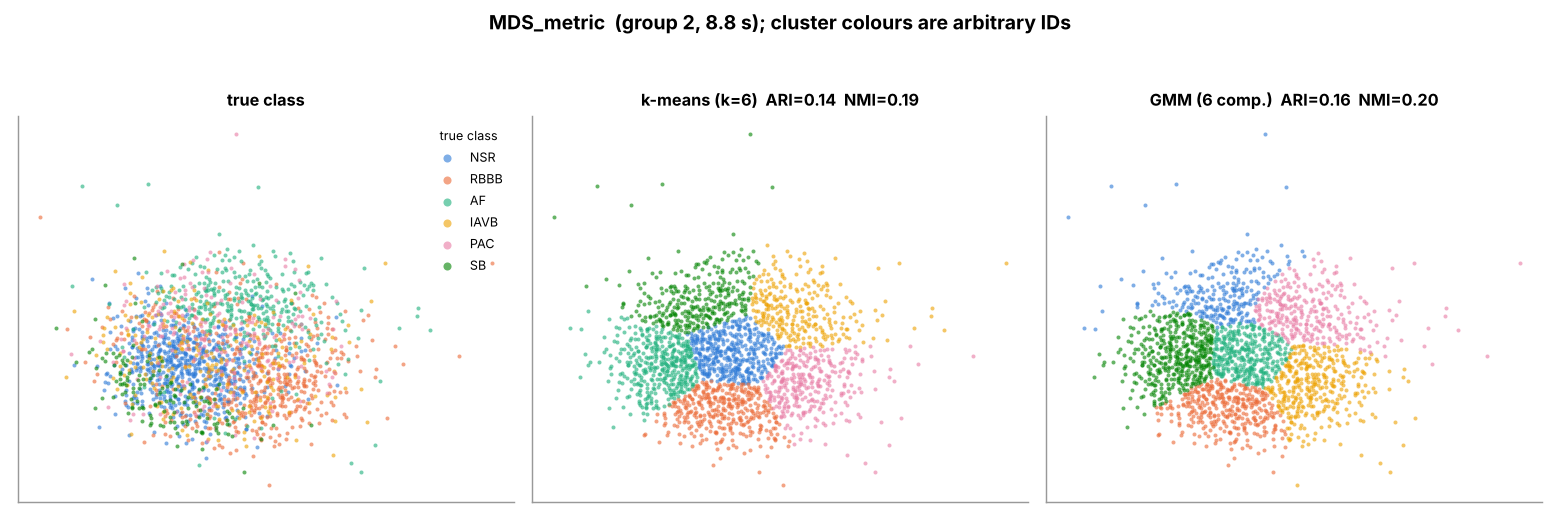 MDS_metric (group 2, 8.8 s); cluster colours are arbitrary IDs
true class
true class
NSR
RBBB
AF
IAVB
PAC
SB
k-means (k=6) ARI=0.14 NMI=0.19
GMM (6 comp.) ARI=0.16 NMI=0.20